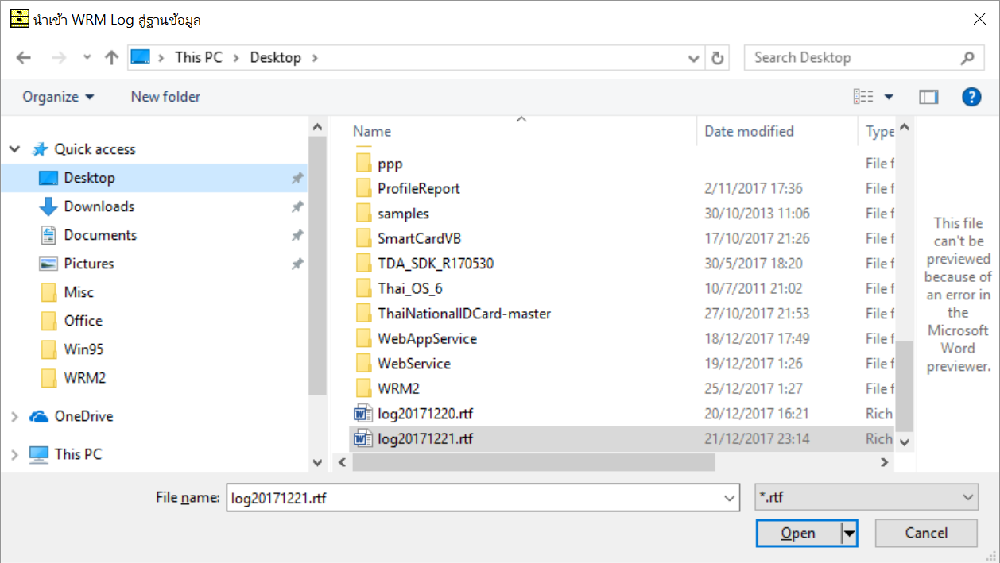 นำเข้า WRM Log สู่ฐานข้อมูล
This PC > Desktop >
Search Desktop
Organize
New folder
Quick access
Desktop
Downloads
Documents
Pictures
Misc
Office
Win95
WRM2
OneDrive
This PC
Name Date modified Type
ppp File f
ProfileReport 2/11/2017 17:36 File f
samples 30/10/2013 11:06 File f
SmartCardVB 17/10/2017 21:26 File f
TDA_SDK_R170530 30/5/2017 18:20 File f
Thai_OS_6 10/7/2011 21:02 File f
ThaiNationalIDCard-master 27/10/2017 21:53 File f
WebAppService 18/12/2017 17:49 File f
WebService 19/12/2017 1:26 File f
WRM2 25/12/2017 1:27 File f
log20171220.rtf 20/12/2017 16:21 Rich
log20171221.rtf 21/12/2017 23:14 Rich
This file
can't be
previewed
because of
an error in
the
Microsoft
Word
previewer.
File name: log20171221.rtf
*.rtf
Open
Cancel